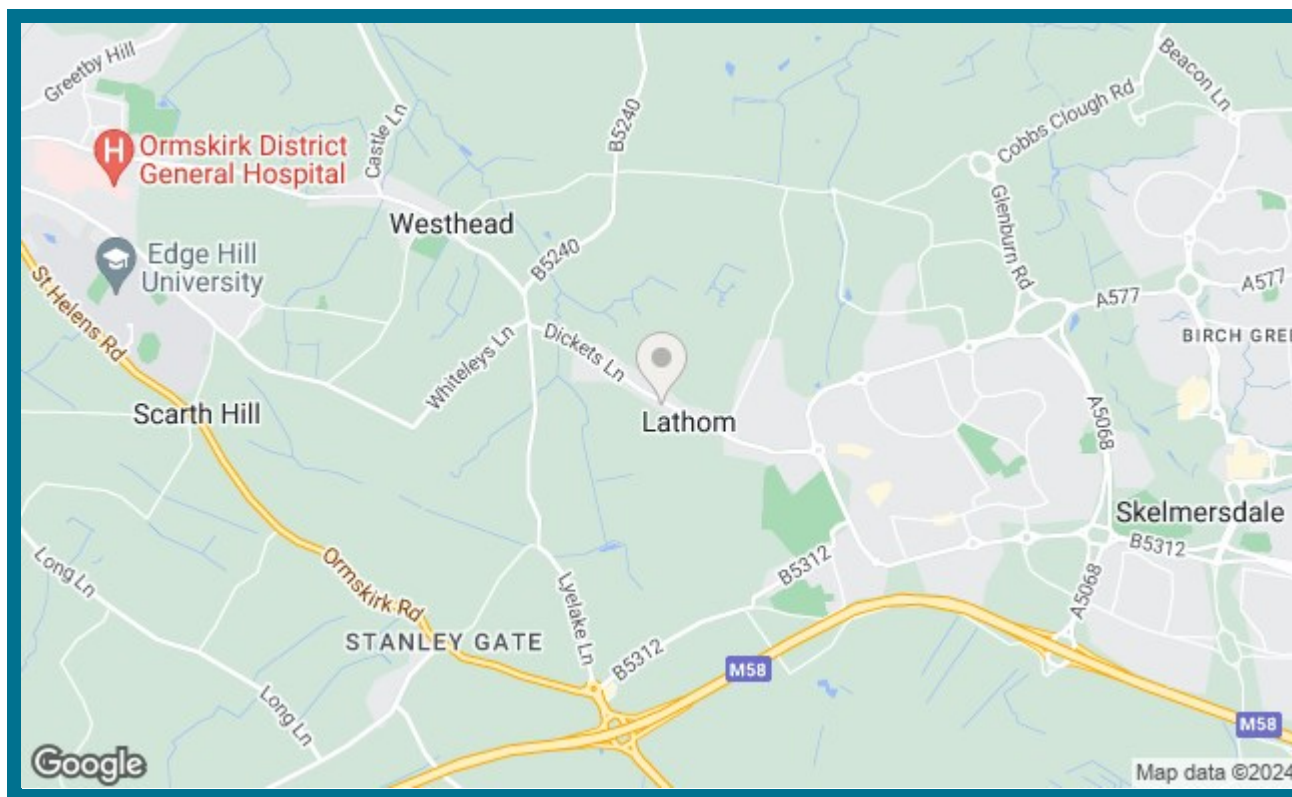 Greetby Hill
Beacon Ln
Cobbs Clough Rd
B5240
Castle Ln
Ormskirk District
General Hospital
Westhead
Glenburn Rd
Edge Hill
University
B5240
A577
A577
St Helens Rd
Whiteleys Ln
Dickets Ln
BIRCH GREE
Scarth Hill
Lathom
A5068
Skelmersdale
B5312
Long Ln
Ormskirk Rd
Lyelake Ln
B5312
A5068
STANLEY GATE
B5312
M58
Long Ln
M58
Google
Map data ©2024